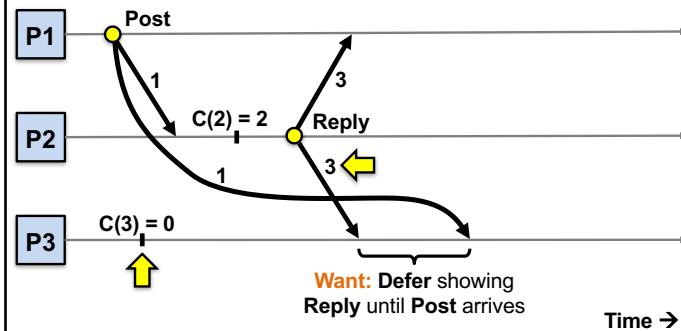 Post
P1
1
3
C(2) = 2
Reply
P2
3
1
C(3) = 0
P3
Want: Defer showing
Reply until Post arrives
Time →